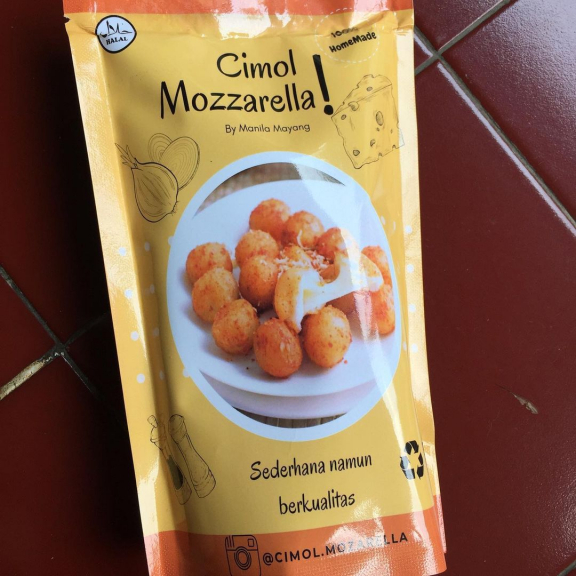 HALAL
HomeMade
Cimol
Mozzarella!
By Manila Mayang
Sederhana namun
berkualitas
@CIMOL.MOZARELLA